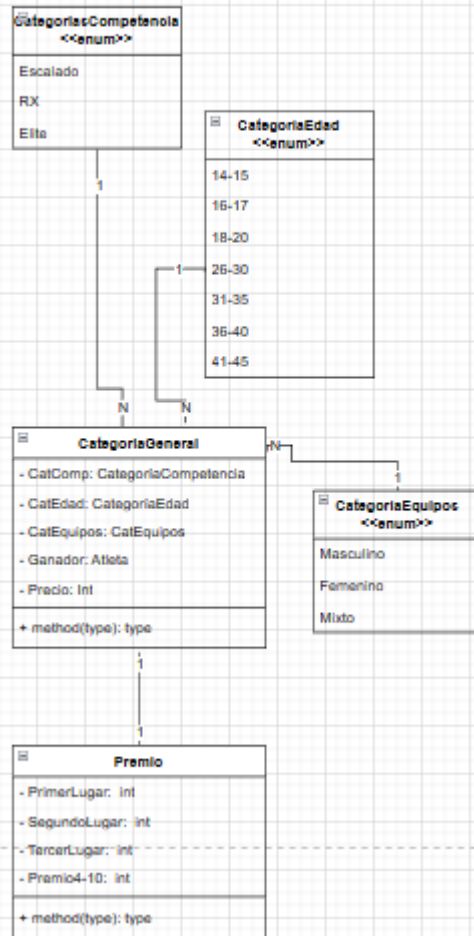 CategoriasCompetencia
<<enum>>
Escalado
RX
Elite
1
CategoriaEdad
<<enum>>
14-15
16-17
18-20
26-30
31-35
36-40
41-45
1
N
N
CategoriaGeneral
- CatComp: CategoriaCompetencia
- CatEdad: CategoriaEdad
- CatEquipos: CatEquipos
- Ganador: Atleta
- Precio: Int
+ method(type): type
N
1
CategoriaEquipos
<<enum>>
Masculino
Femenino
Mixto
1
1
Premio
- PrimerLugar: int
- SegundoLugar: int
- TercerLugar: int
- Premio4-10: int
+ method(type): type